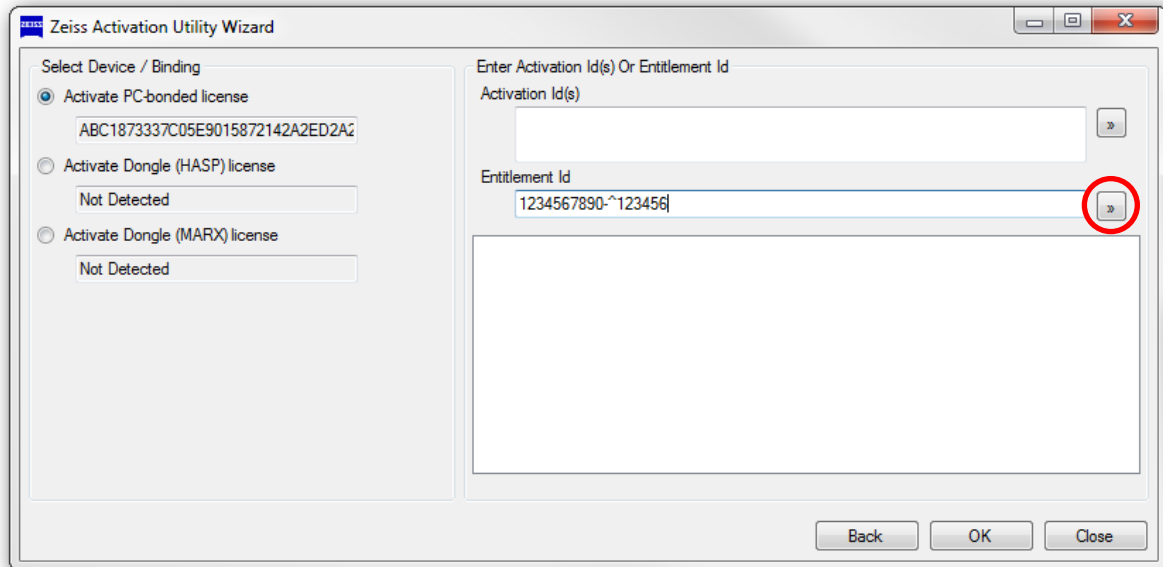 ZEISS
Zeiss Activation Utility Wizard
Select Device / Binding
Activate PC-bonded license
ABC1873337C05E9015872142A2ED2A2
Activate Dongle (HASP) license
Not Detected
Activate Dongle (MARX) license
Not Detected
Enter Activation Id(s) Or Entitlement Id
Activation Id(s)
»
Entitlement Id
1234567890-^123456
»
Back
OK
Close